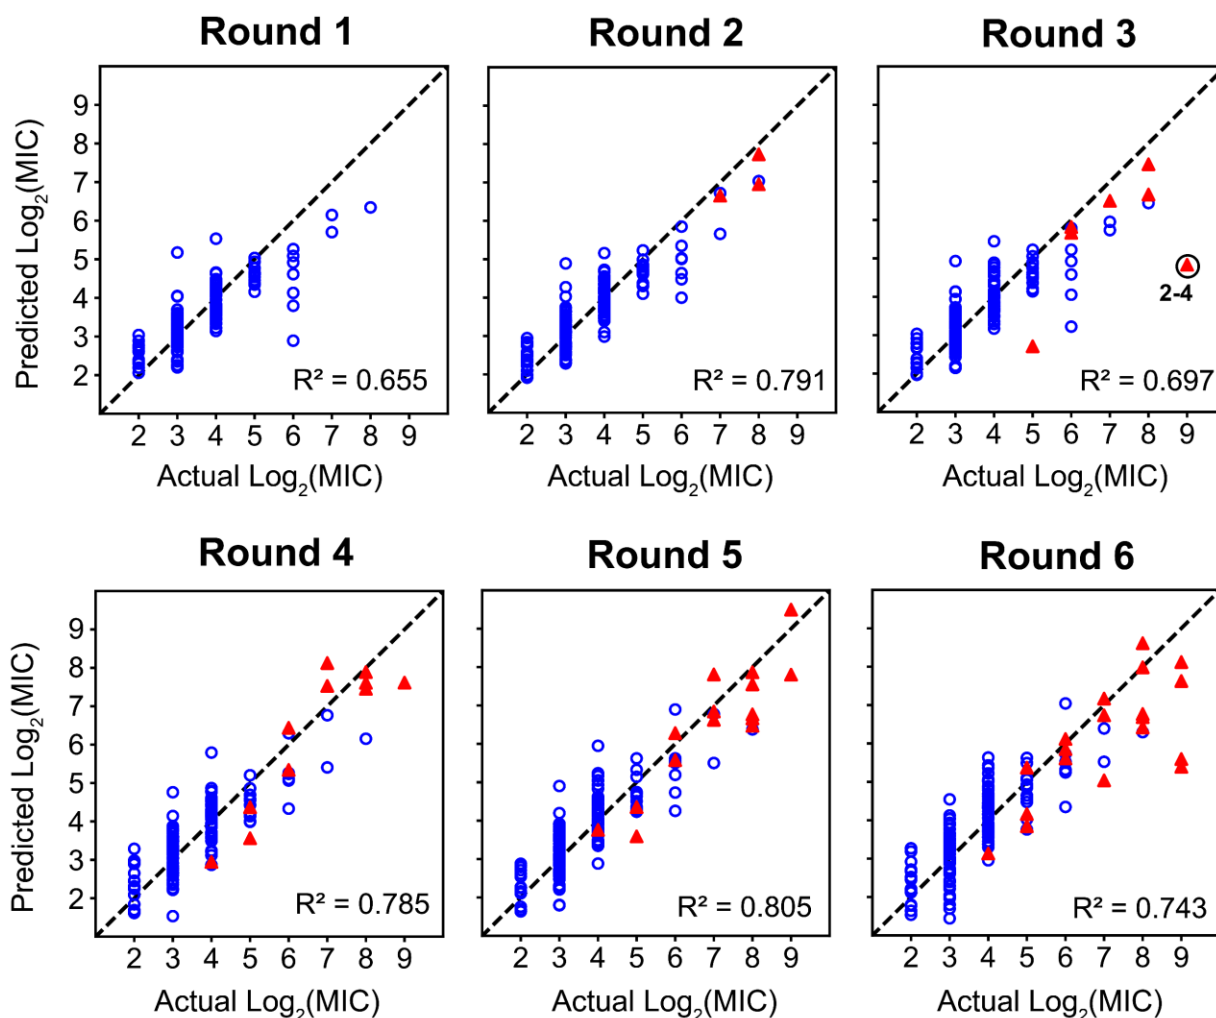 Round 1
Round 2
Round 3
Predicted Log₂(MIC)
9
8
7
6
5
4
3
2
R² = 0.655
R² = 0.791
2-4
R² = 0.697
2 3 4 5 6 7 8 9
2 3 4 5 6 7 8 9
2 3 4 5 6 7 8 9
Actual Log₂(MIC)
Actual Log₂(MIC)
Actual Log₂(MIC)
Round 4
Round 5
Round 6
Predicted Log₂(MIC)
9
8
7
6
5
4
3
2
R² = 0.785
R² = 0.805
R² = 0.743
2 3 4 5 6 7 8 9
2 3 4 5 6 7 8 9
2 3 4 5 6 7 8 9
Actual Log₂(MIC)
Actual Log₂(MIC)
Actual Log₂(MIC)